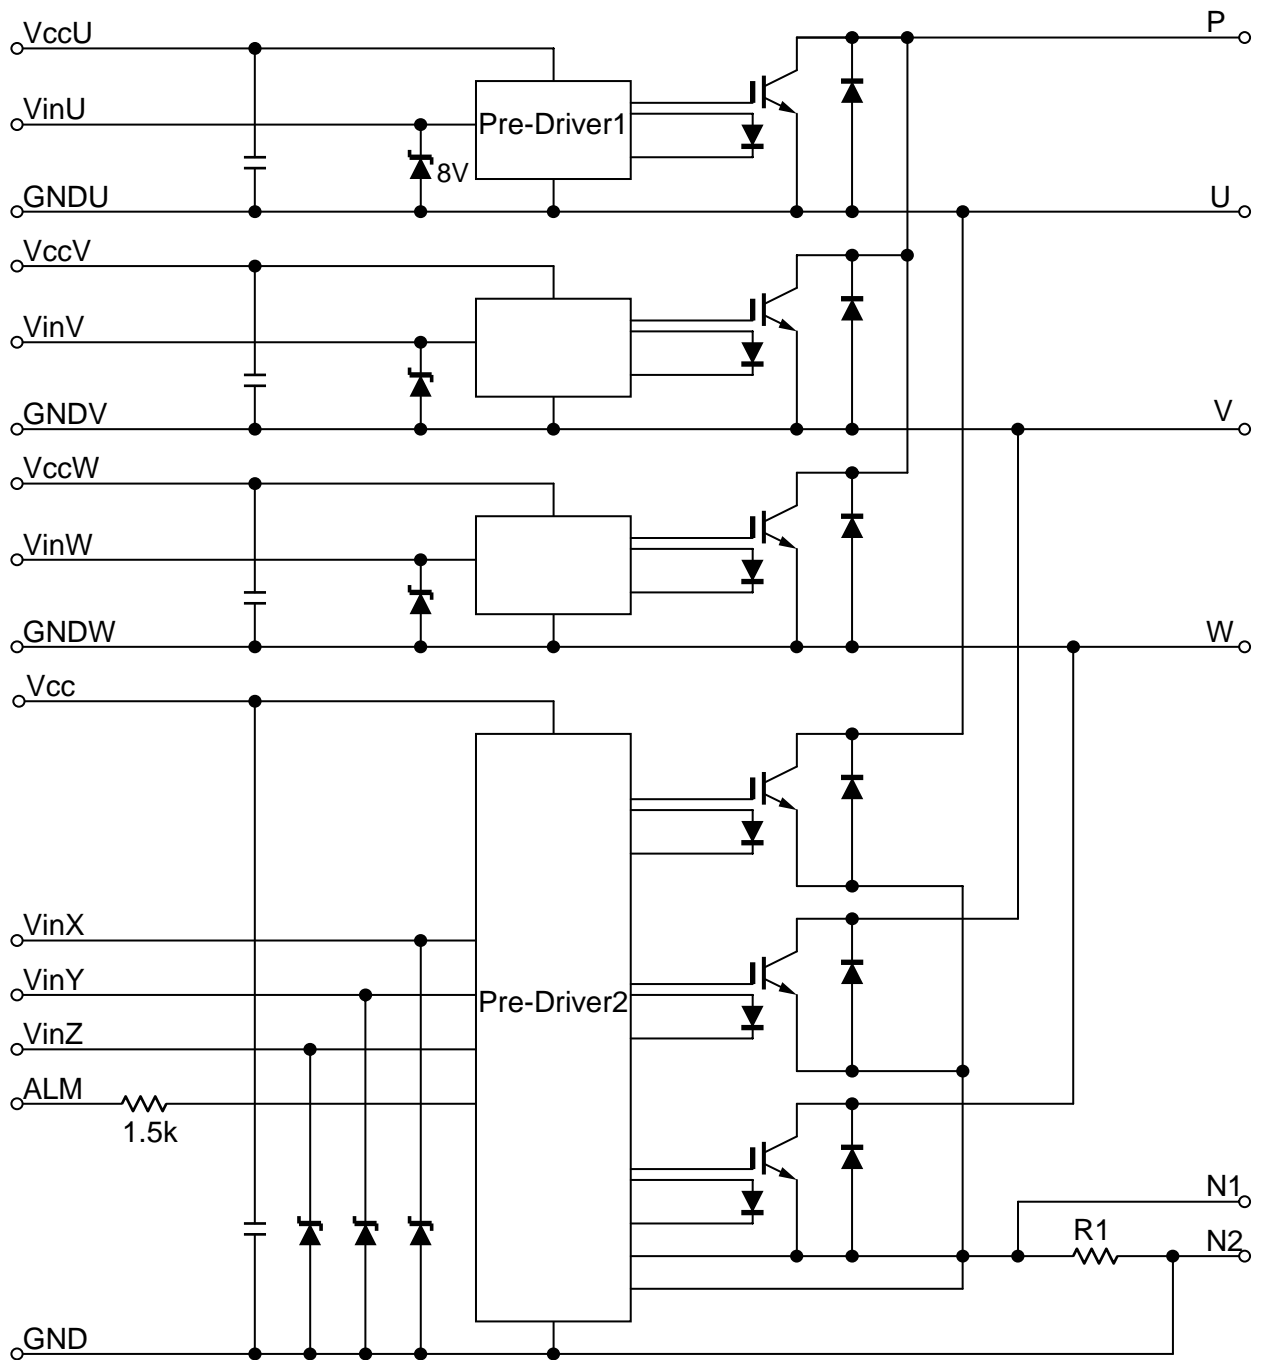 VccU
P
VinU
Pre-Driver1
8V
GNDU
U
VccV
VinV
GNDV
V
VccW
VinW
GNDW
W
Vcc
VinX
VinY
Pre-Driver2
VinZ
ALM
1.5k
N1
R1
N2
GND